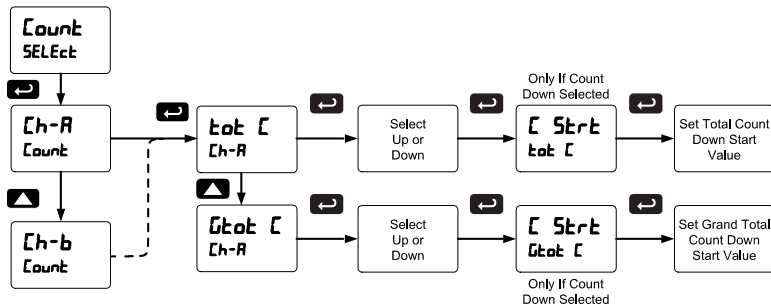 Count
SELEct
Only If Count
Down Selected
Ch-A
Count
tot C
Ch-A
Select
Up or
Down
C Strt
tot C
Set Total Count
Down Start
Value
Ch-b
Count
Gtot C
Ch-A
Select
Up or
Down
C Strt
Gtot C
Set Grand Total
Count Down
Start Value
Only If Count
Down Selected